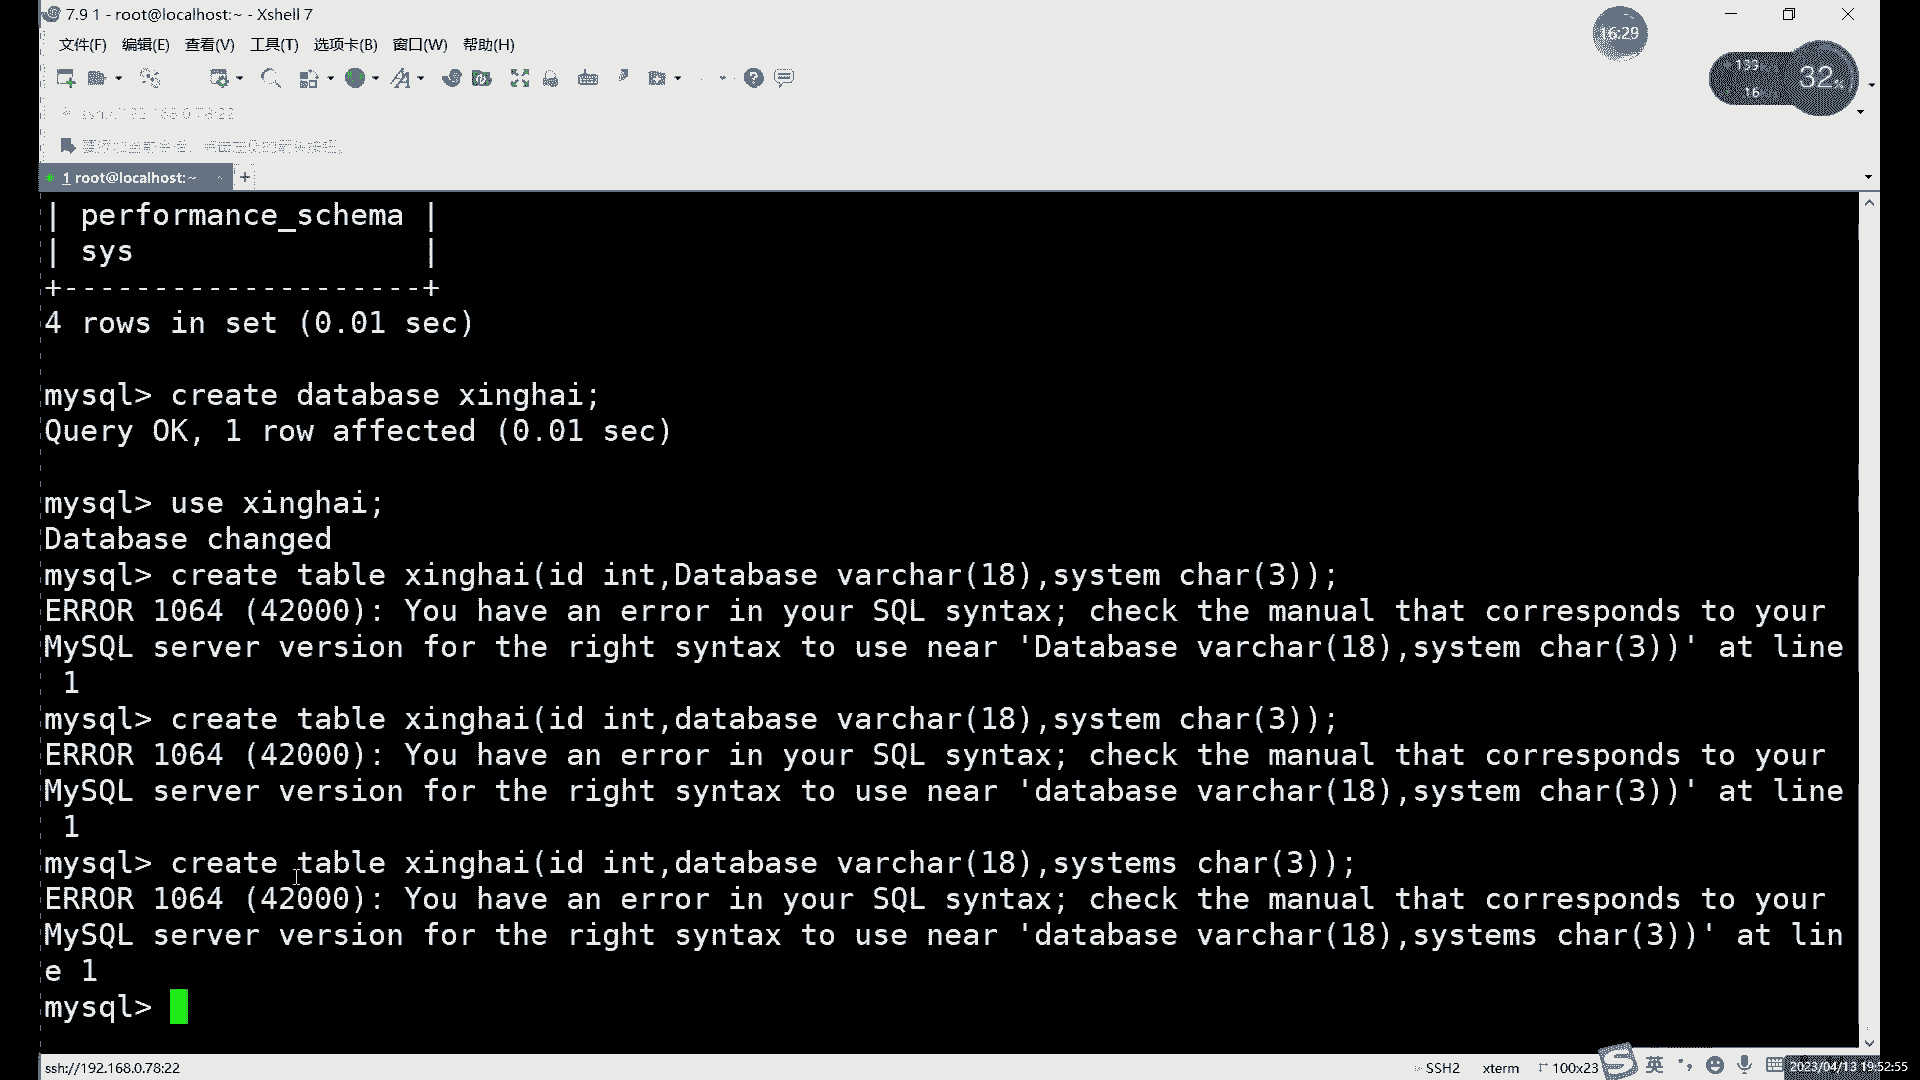 7.9 1 - root@localhost:~ - Xshell 7
16:29
文件(F) 编辑(E) 查看(V) 工具(T) 选项卡(B) 窗口(W) 帮助(H)
133
16
32%
1 root@localhost:~
+
| performance_schema |
| sys                |
+--------------------+
4 rows in set (0.01 sec)
mysql> create database xinghai;
Query OK, 1 row affected (0.01 sec)
mysql> use xinghai;
Database changed
mysql> create table xinghai(id int,Database varchar(18),system char(3));
ERROR 1064 (42000): You have an error in your SQL syntax; check the manual that corresponds to your
MySQL server version for the right syntax to use near 'Database varchar(18),system char(3))' at line
1
mysql> create table xinghai(id int,database varchar(18),system char(3));
ERROR 1064 (42000): You have an error in your SQL syntax; check the manual that corresponds to your
MySQL server version for the right syntax to use near 'database varchar(18),system char(3))' at line
1
mysql> create table xinghai(id int,database varchar(18),systems char(3));
ERROR 1064 (42000): You have an error in your SQL syntax; check the manual that corresponds to your
MySQL server version for the right syntax to use near 'database varchar(18),systems char(3))' at lin
e 1
mysql>
ssh://192.168.0.78:22
SSH2 xterm 100x23
英
2023/04/13 19:52:55